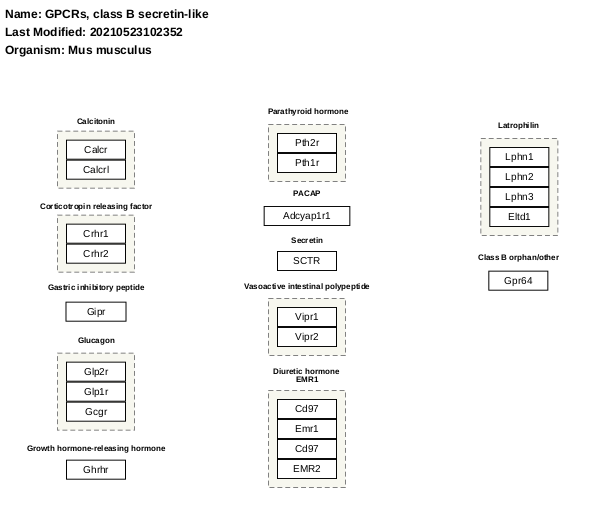 Name: GPCRs, class B secretin-like
Last Modified: 20210523102352
Organism: Mus musculus
Calcitonin
Calcr
Calcrl
Corticotropin releasing factor
Crhr1
Crhr2
Gastric inhibitory peptide
Gipr
Glucagon
Glp2r
Glp1r
Gcgr
Growth hormone-releasing hormone
Ghrhr
Parathyroid hormone
Pth2r
Pth1r
PACAP
Adcyap1r1
Secretin
SCTR
Vasoactive intestinal polypeptide
Vipr1
Vipr2
Diuretic hormone
EMR1
Cd97
Emr1
Cd97
EMR2
Latrophilin
Lphn1
Lphn2
Lphn3
Eltd1
Class B orphan/other
Gpr64